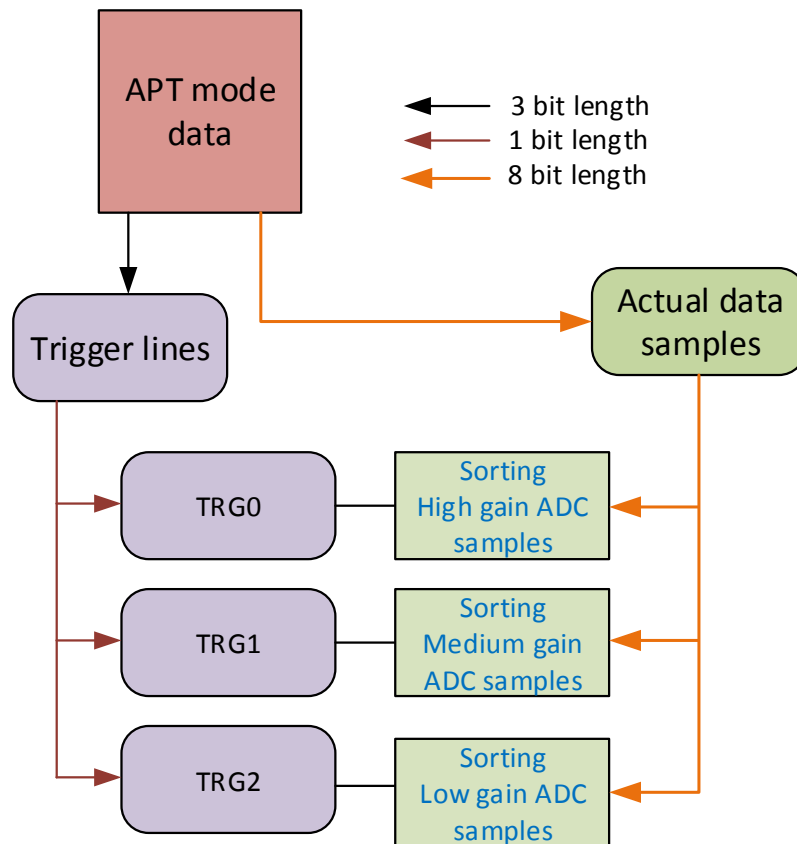 APT mode
data
3 bit length
1 bit length
8 bit length
Trigger lines
Actual data
samples
TRG0
Sorting
High gain ADC
samples
TRG1
Sorting
Medium gain
ADC samples
TRG2
Sorting
Low gain ADC
samples